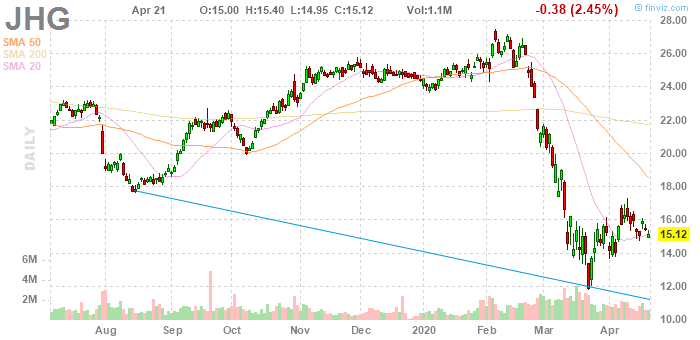 © finviz.com
JHG Apr 21 O:15.00 H:15.40 L:14.95 C:15.12 Vol:1.1M -0.38 (2.45%)
SMA 50
SMA 200
SMA 20
DAILY
28.00
26.00
24.00
22.00
20.00
18.00
16.00
15.12
14.00
12.00
10.00
6M
4M
2M
Aug Sep Oct Nov Dec 2020 Feb Mar Apr